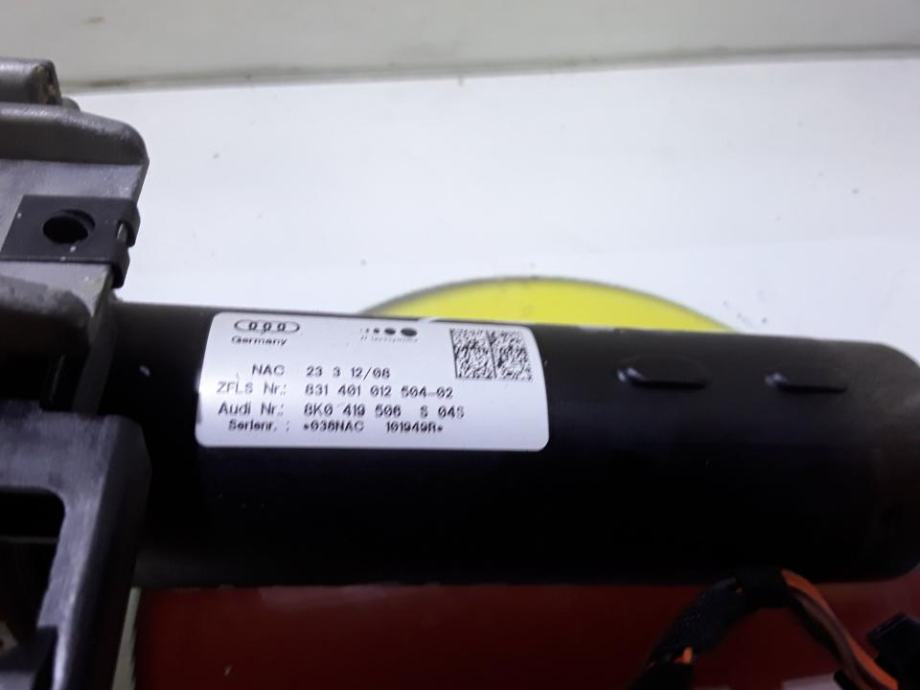 Germany
NAC 23 3 12/08
ZFLS Nr.: 831 401 012 504-02
Audi Nr.: 8K0 419 506 S 04S
Serienr.: *036NAC 101949R*